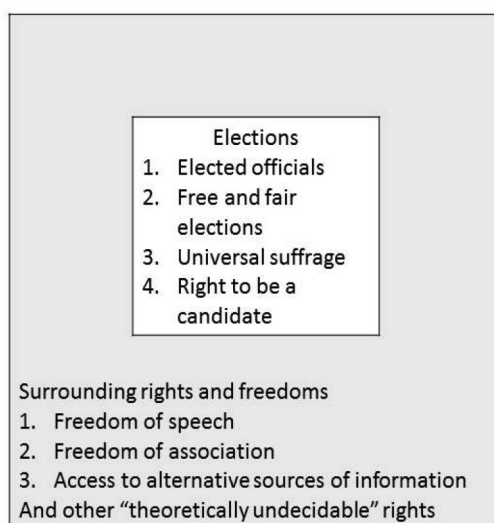 Elections
1. Elected officials
2. Free and fair
elections
3. Universal suffrage
4. Right to be a
candidate
Surrounding rights and freedoms
1. Freedom of speech
2. Freedom of association
3. Access to alternative sources of information
And other “theoretically undecidable” rights